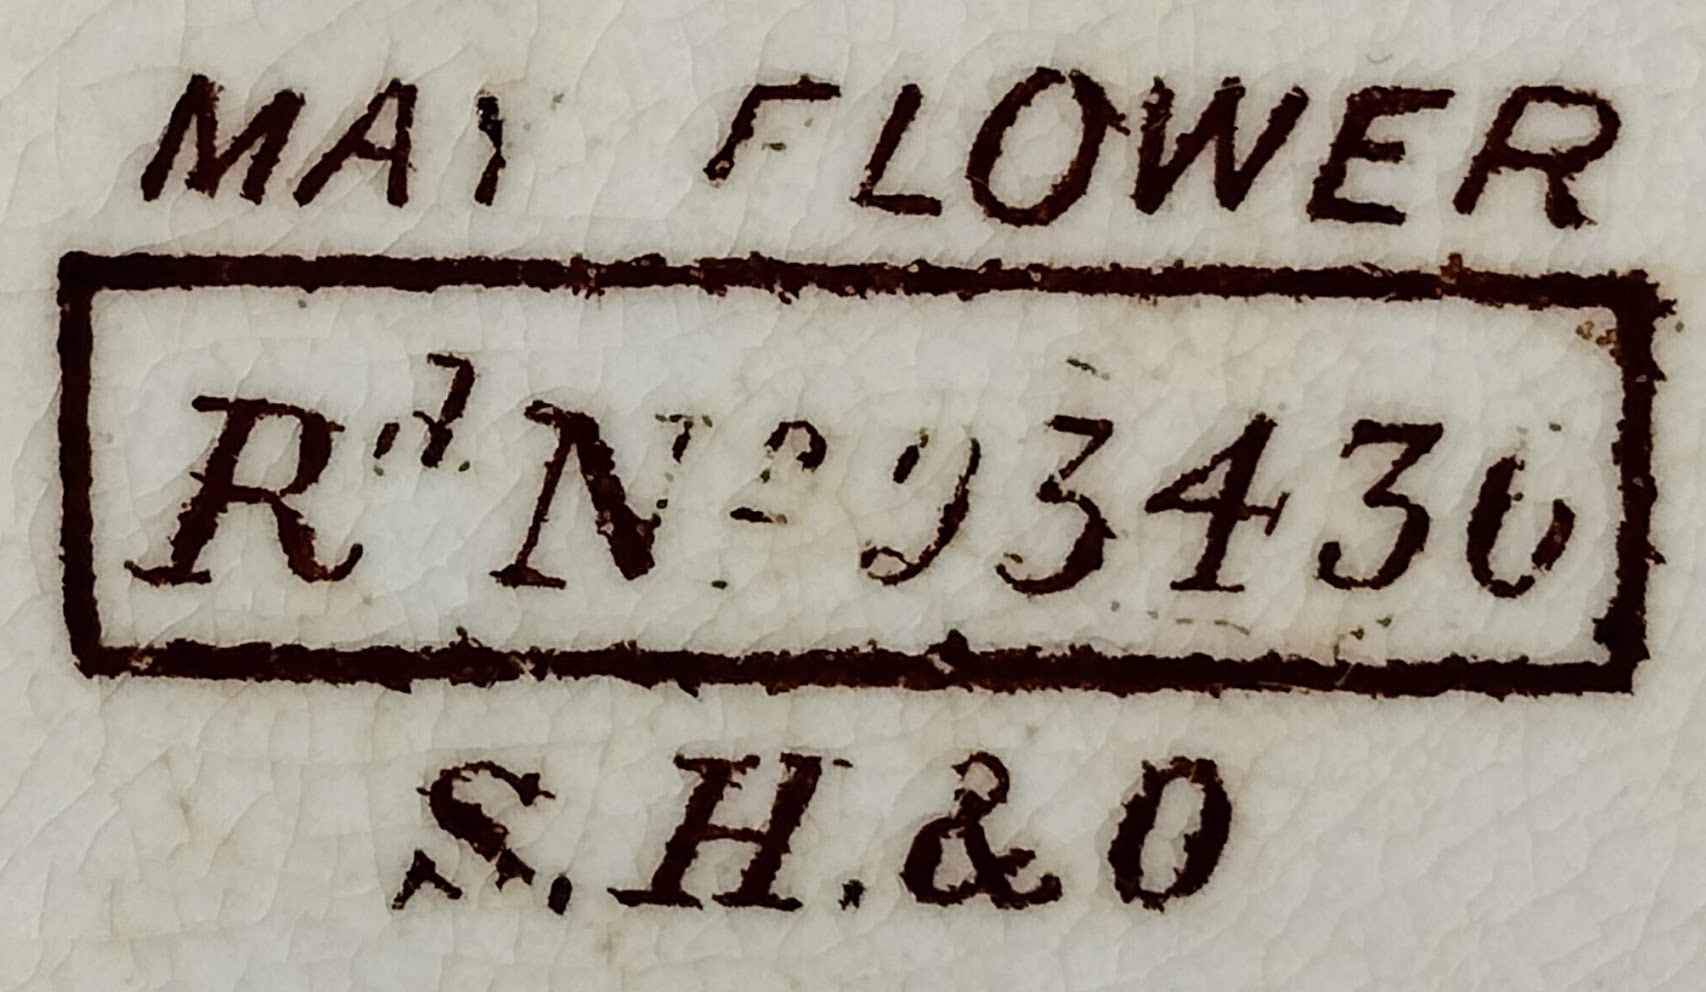 MAY FLOWER
Rd No 93430
S. H. & O